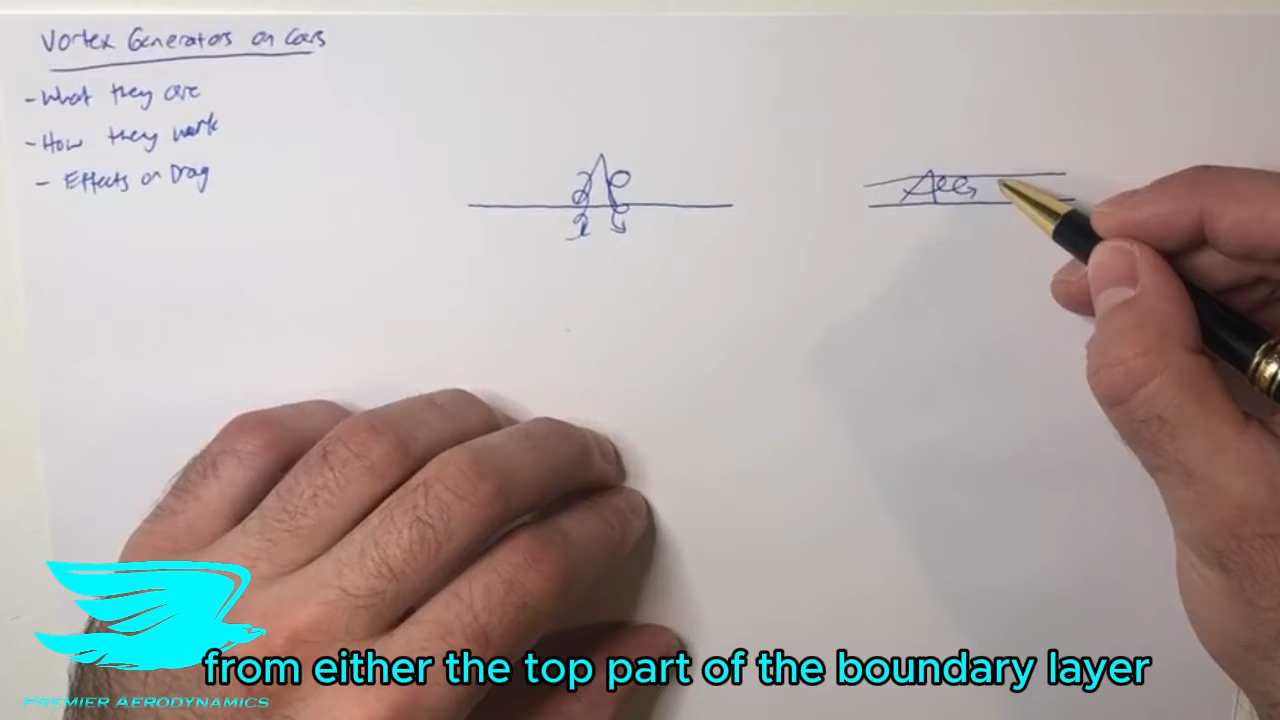 Vortex Generators on Cars
- What they are
- How they work
- Effects on Drag
from either the top part of the boundary layer
PREMIER AERODYNAMICS